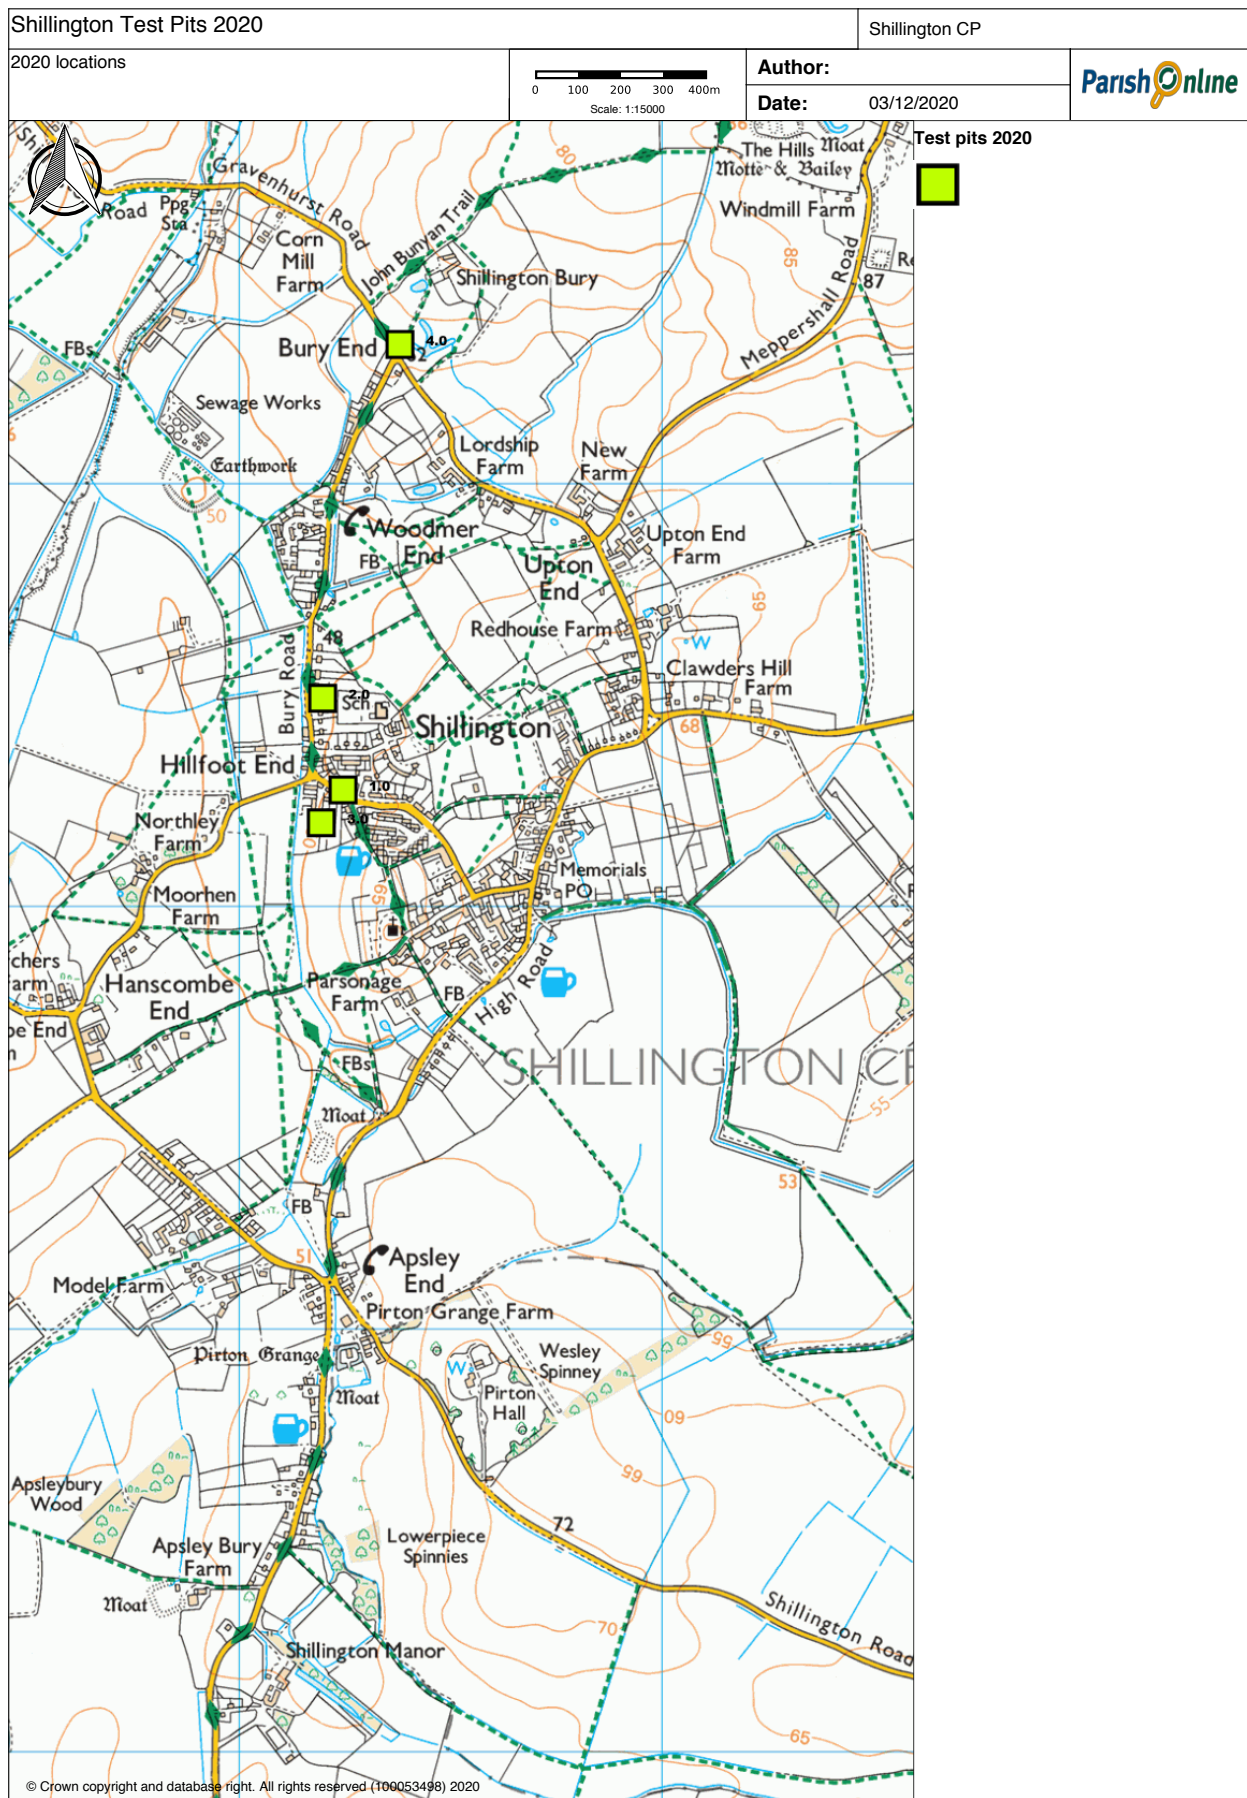 Shillington Test Pits 2020
Shillington CP
2020 locations
0 100 200 300 400m
Scale: 1:15000
Author:
Date: 03/12/2020
Parish Online
Test pits 2020
80
The Hills Moat
Motte & Bailey
Gravenhurst Road
Road
Ppg
Sta
Windmill Farm
Corn
Mill
Farm
John Bunyan Trail
Shillington Bury
85
87
Meppershall Road
Bury End
4.0
FBs
Sewage Works
Earthwork
Lordship
Farm
New
Farm
50
Woodmer
End
FB
Upton End
Farm
Upton
End
65
48
Redhouse Farm
W
Clawders Hill
Farm
Bury Road
2.0
Sch
Shillington
68
Hillfoot End
1.0
3.0
Northley
Farm
Memorials
PO
65
Moorhen
Farm
chers
arm
Hanscombe
End
Parsonage
Farm
FB
High Road
be End
m
FBs
SHILLINGTON CP
55
Moat
53
FB
51
Apsley
End
Model Farm
Pirton Grange Farm
55
Pirton Grange
Wesley
Spinney
W
Moat
Pirton
Hall
60
65
Apsleybury
Wood
72
Lowerpiece
Spinnies
Apsley Bury
Farm
Moat
Shillington Road
70
Shillington Manor
65
© Crown copyright and database right. All rights reserved (100053498) 2020